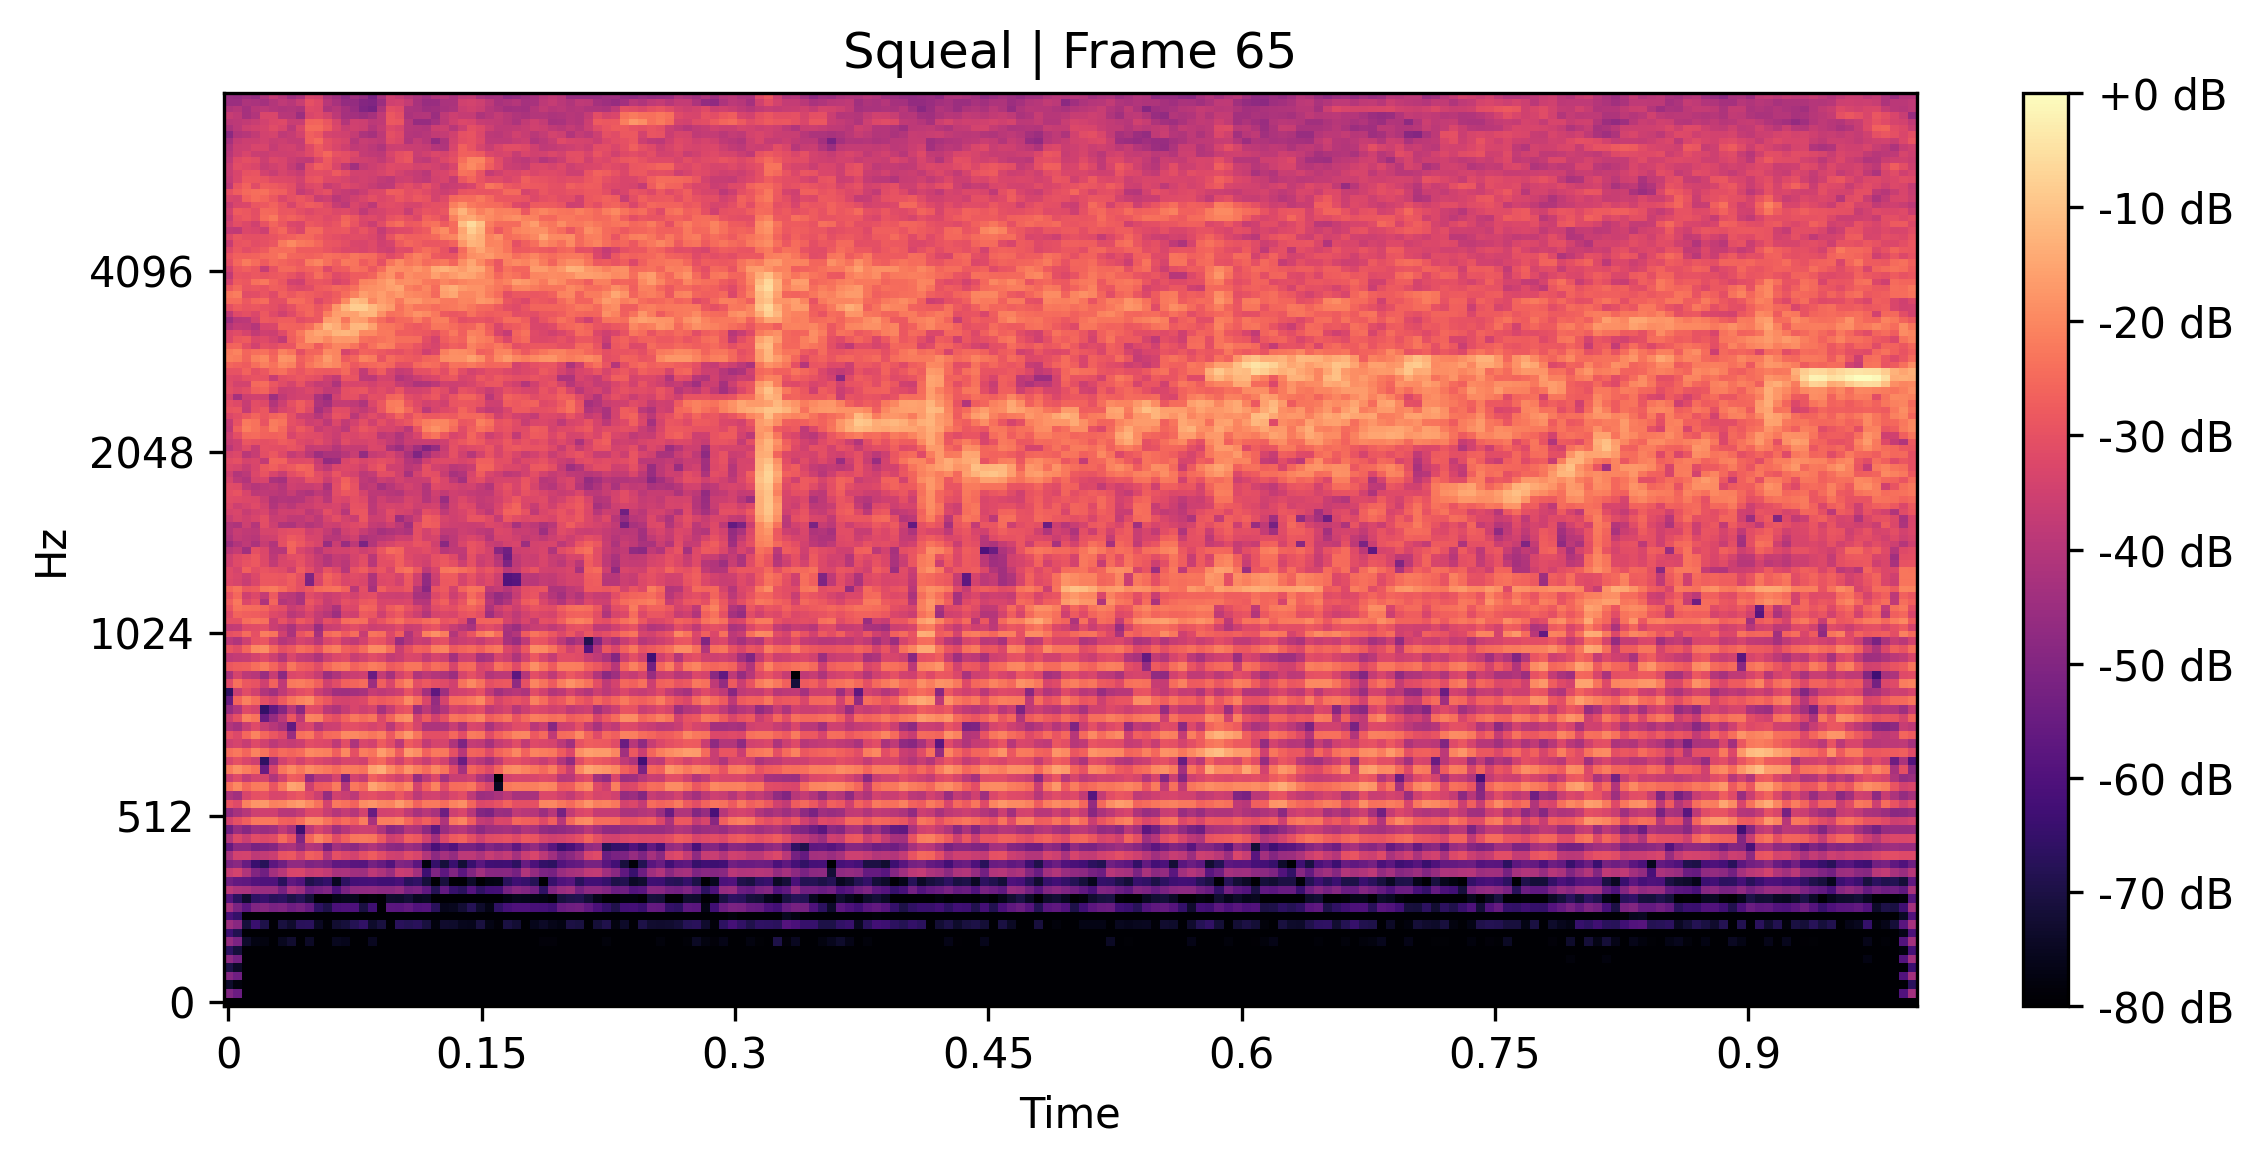 Squeal | Frame 65
Hz
4096
2048
1024
512
0
0 0.15 0.3 0.45 0.6 0.75 0.9
Time
+0 dB
-10 dB
-20 dB
-30 dB
-40 dB
-50 dB
-60 dB
-70 dB
-80 dB